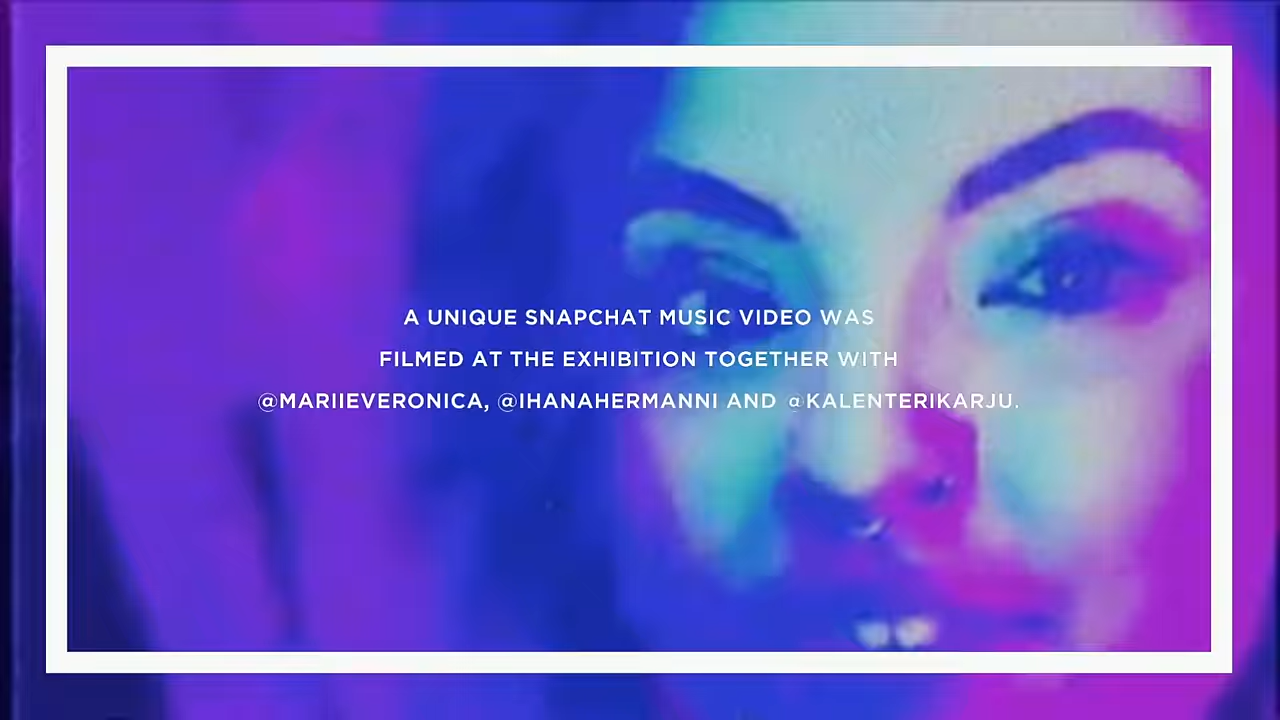 A UNIQUE SNAPCHAT MUSIC VIDEO WAS
FILMED AT THE EXHIBITION TOGETHER WITH
@MARIIEVERONICA, @IHANAHERMANNI AND @KALENTERIKARJU.